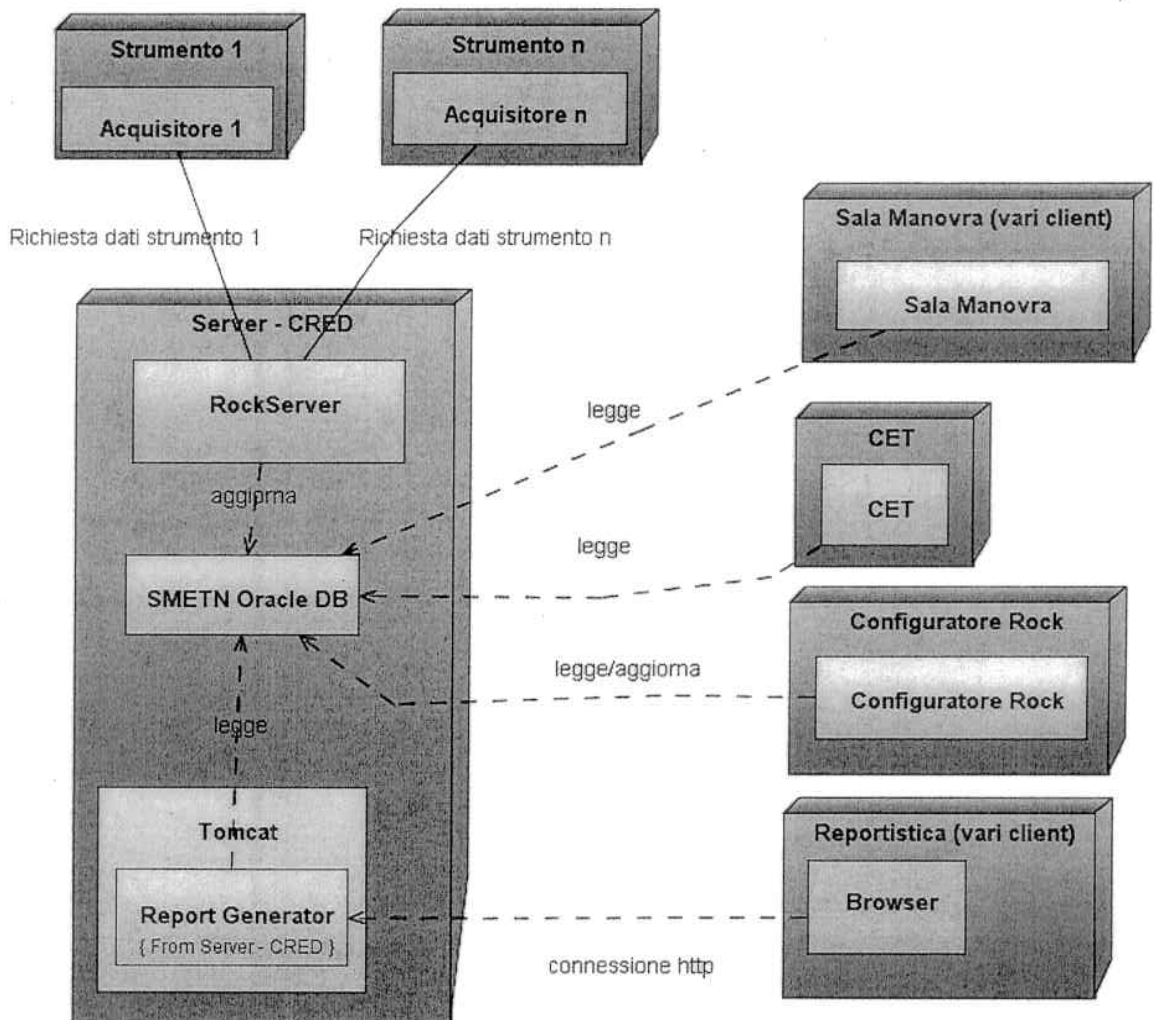 Strumento 1
Acquisitore 1
Strumento n
Acquisitore n
Richiesta dati strumento 1
Richiesta dati strumento n
Server - CRED
RockServer
aggiorna
SMETN Oracle DB
legge
Tomcat
Report Generator
{ From Server - CRED }
Sala Manovra (vari client)
Sala Manovra
legge
CET
CET
legge
Configuratore Rock
Configuratore Rock
legge/aggiorna
Reportistica (vari client)
Browser
connessione http